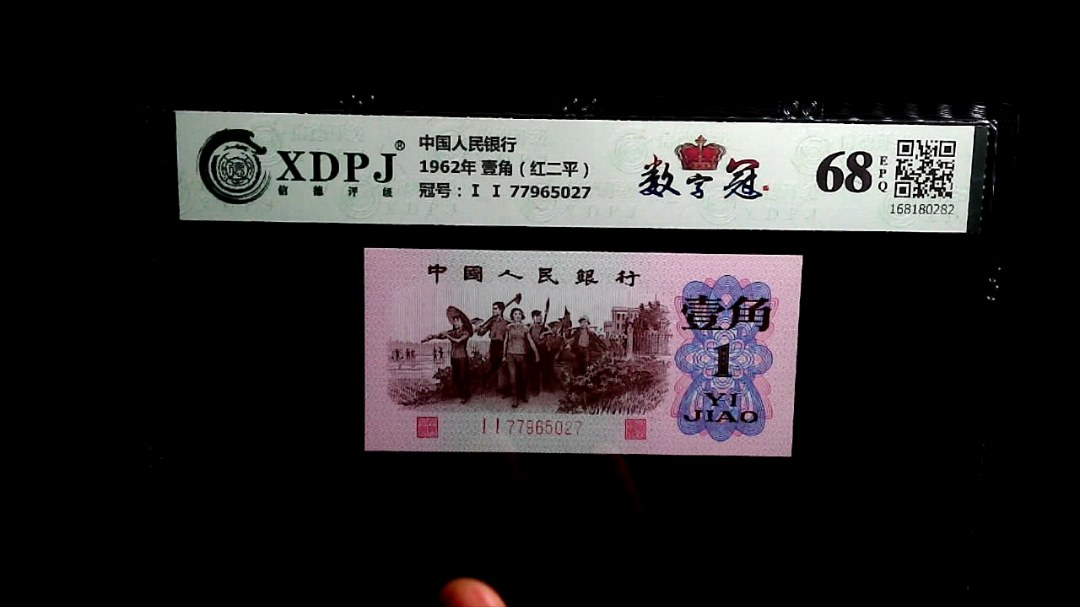 XDPJ®
信德评级
中国人民银行
1962年 壹角（红二平）
冠号：I I 77965027
数字冠
68
EPQ
168180282
中國人民銀行
壹角
1
YI
JIAO
I I 77965027